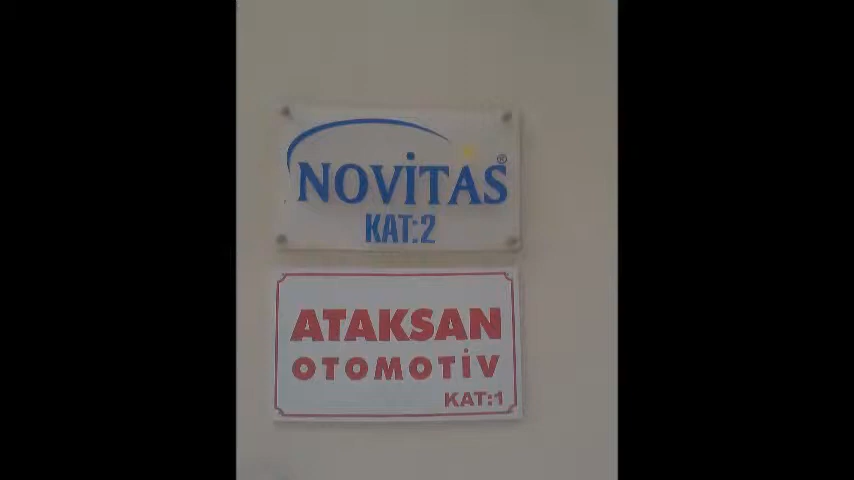 NOVİTAS®
KAT:2
ATAKSAN
OTOMOTİV
KAT:1